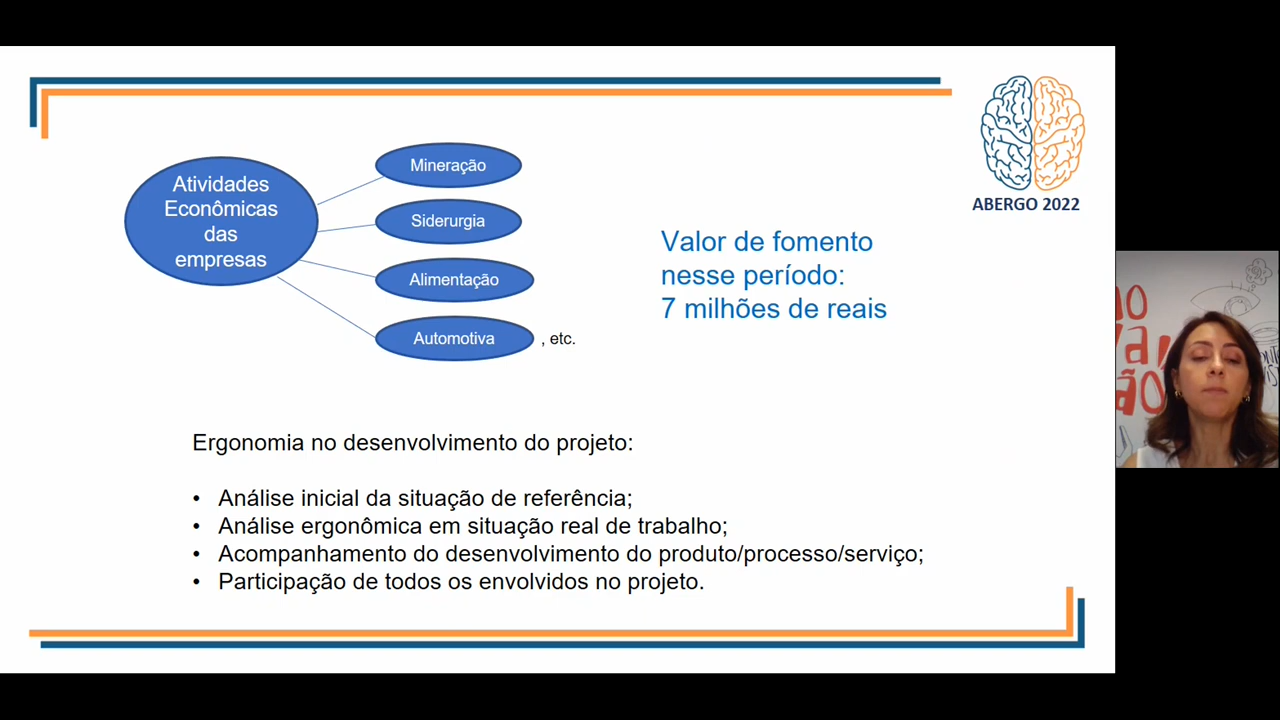 Atividades
Econômicas
das
empresas
Mineração
Siderurgia
Alimentação
Automotiva
, etc.
Valor de fomento
nesse período:
7 milhões de reais
ABERGO 2022
Ergonomia no desenvolvimento do projeto:
• Análise inicial da situação de referência;
• Análise ergonômica em situação real de trabalho;
• Acompanhamento do desenvolvimento do produto/processo/serviço;
• Participação de todos os envolvidos no projeto.